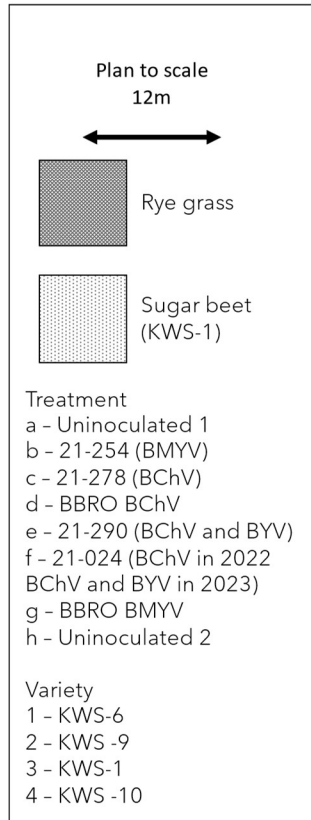 Plan to scale
12m
Rye grass
Sugar beet
(KWS-1)
Treatment
a – Uninoculated 1
b – 21-254 (BMYV)
c – 21-278 (BChV)
d – BBRO BChV
e – 21-290 (BChV and BYV)
f – 21-024 (BChV in 2022
BChV and BYV in 2023)
g – BBRO BMYV
h – Uninoculated 2
Variety
1 – KWS-6
2 – KWS -9
3 – KWS-1
4 – KWS -10